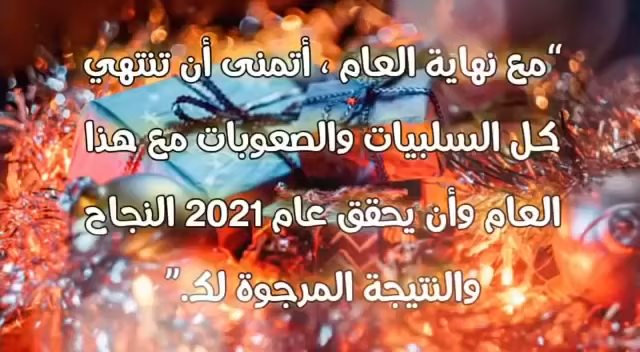 “مع نهاية العام ، أتمنى أن تنتهي
كل السلبيات والصعوبات مع هذا
العام وأن يحقق عام 2021 النجاح
والنتيجة المرجوة لك.”